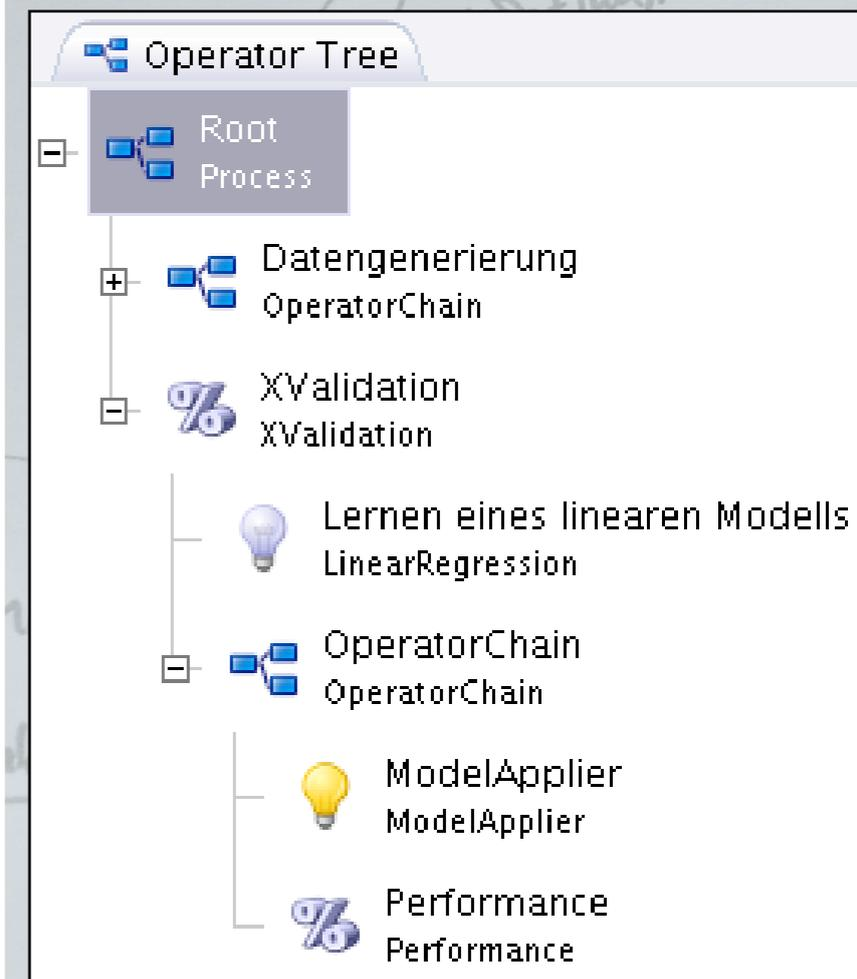 Operator Tree
Root
Process
Datengenerierung
OperatorChain
XValidation
XValidation
Lernen eines linearen Modells
LinearRegression
OperatorChain
OperatorChain
ModelApplier
ModelApplier
Performance
Performance